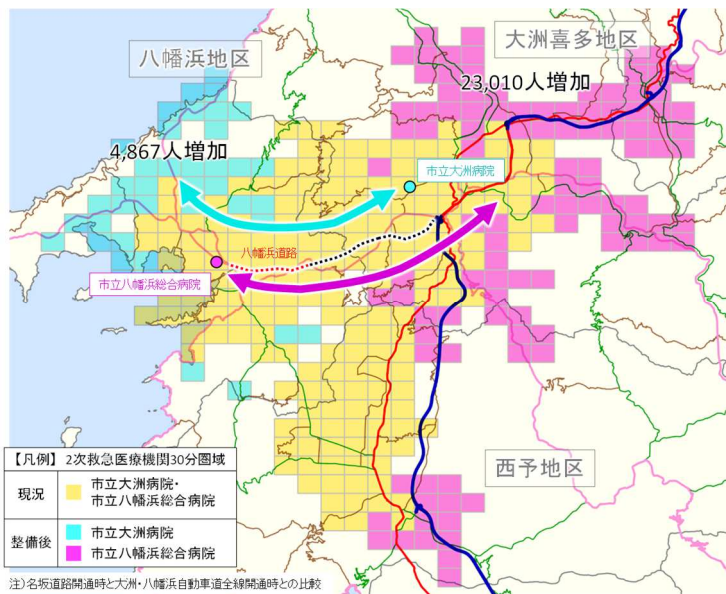 八幡浜地区
大洲喜多地区
23,010人増加
4,867人増加
市立大洲病院
八幡浜道路
市立八幡浜総合病院
西予地区
【凡例】 2次救急医療機関30分圏域
現況
市立大洲病院・
市立八幡浜総合病院
整備後
市立大洲病院
市立八幡浜総合病院
注)名坂道路開通時と大洲・八幡浜自動車道全線開通時との比較